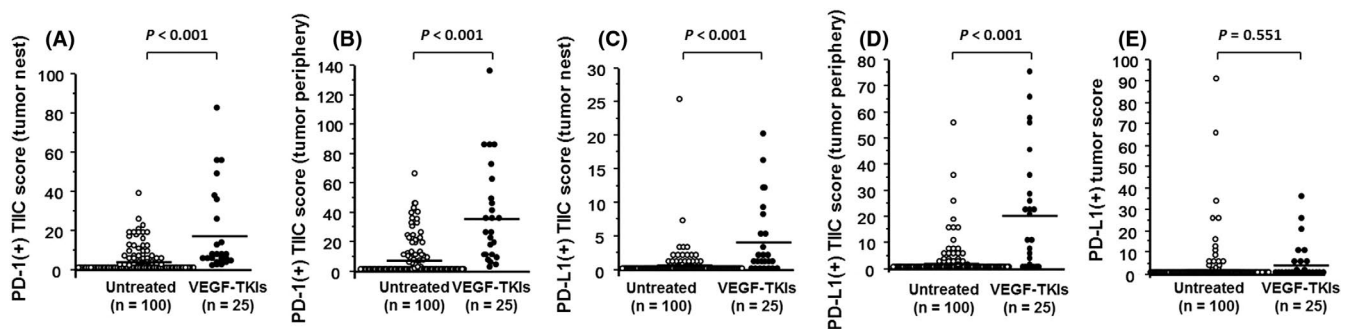 (A)
P < 0.001
PD-1(+) TIIC score (tumor nest)
100
80
60
40
20
0
Untreated VEGF-TKIs
(n = 100) (n = 25)
(B)
P < 0.001
PD-1(+) TIIC score (tumor periphery)
140
120
100
80
60
40
20
0
Untreated VEGF-TKIs
(n = 100) (n = 25)
(C)
P < 0.001
PD-L1(+) TIIC score (tumor nest)
30
25
20
15
10
5
0
Untreated VEGF-TKIs
(n = 100) (n = 25)
(D)
P < 0.001
PD-L1(+) TIIC score (tumor periphery)
80
70
60
50
40
30
20
10
0
Untreated VEGF-TKIs
(n = 100) (n = 25)
(E)
P = 0.551
PD-L1(+) tumor score
100
90
80
70
60
50
40
30
20
10
0
Untreated VEGF-TKIs
(n = 100) (n = 25)